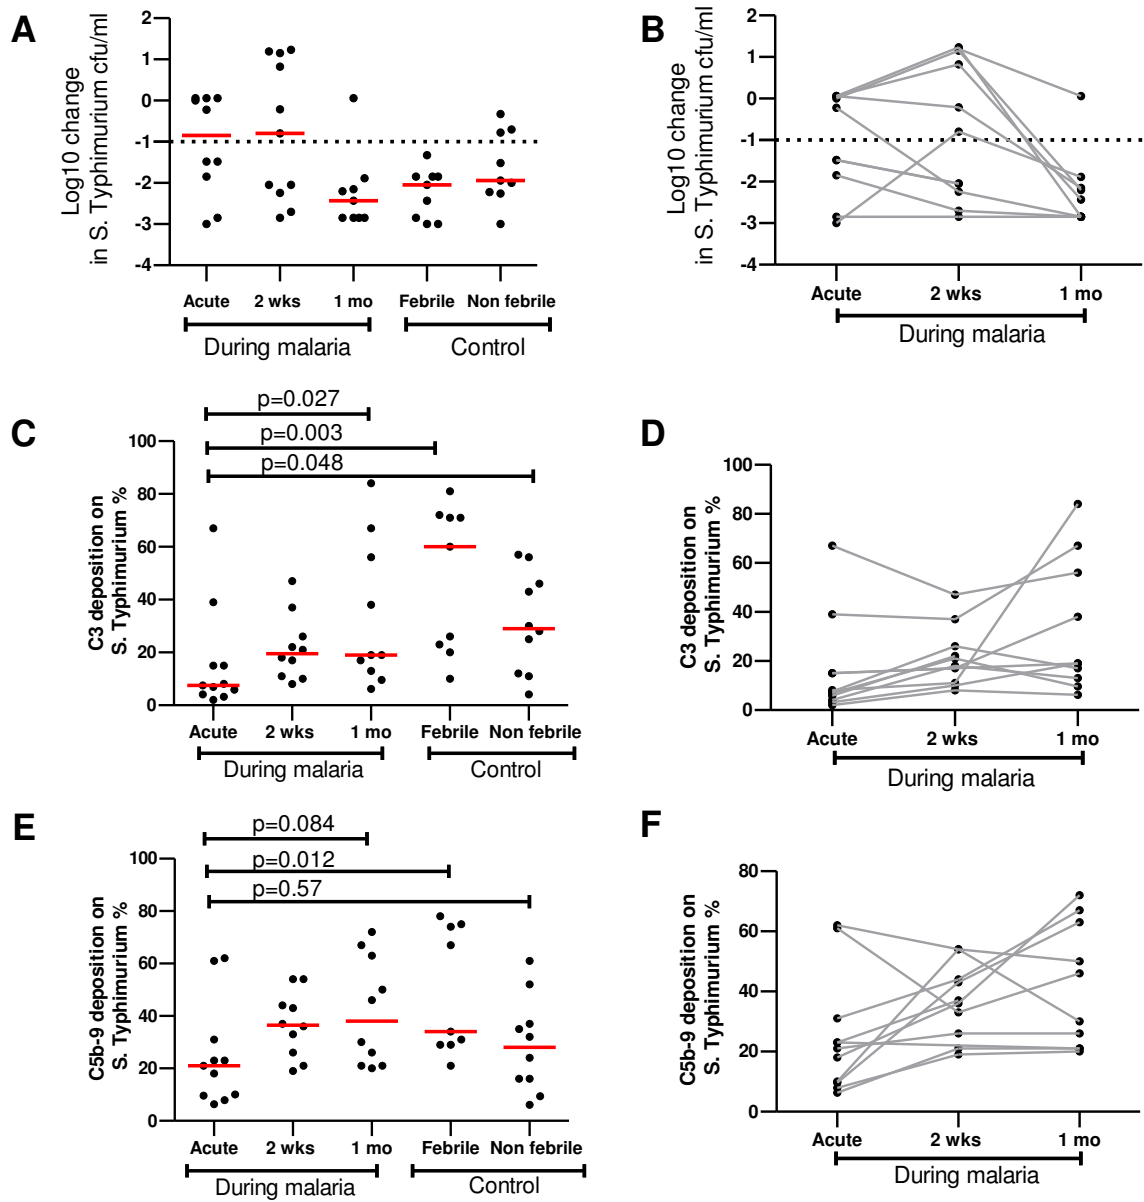 A
Log10 change
in S. Typhimurium cfu/ml
2
1
0
-1
-2
-3
-4
Acute 2 wks 1 mo Febrile Non febrile
During malaria Control
B
Log10 change
in S. Typhimurium cfu/ml
2
1
0
-1
-2
-3
-4
Acute 2 wks 1 mo
During malaria
C
p=0.027
p=0.003
p=0.048
C3 deposition on
S. Typhimurium %
100
80
60
40
20
0
Acute 2 wks 1 mo Febrile Non febrile
During malaria Control
D
C3 deposition on
S. Typhimurium %
100
80
60
40
20
0
Acute 2 wks 1 mo
During malaria
E
p=0.084
p=0.012
p=0.57
C5b-9 deposition on
S. Typhimurium %
100
80
60
40
20
0
Acute 2 wks 1 mo Febrile Non febrile
During malaria Control
F
C5b-9 deposition on
S. Typhimurium %
80
60
40
20
0
Acute 2 wks 1 mo
During malaria